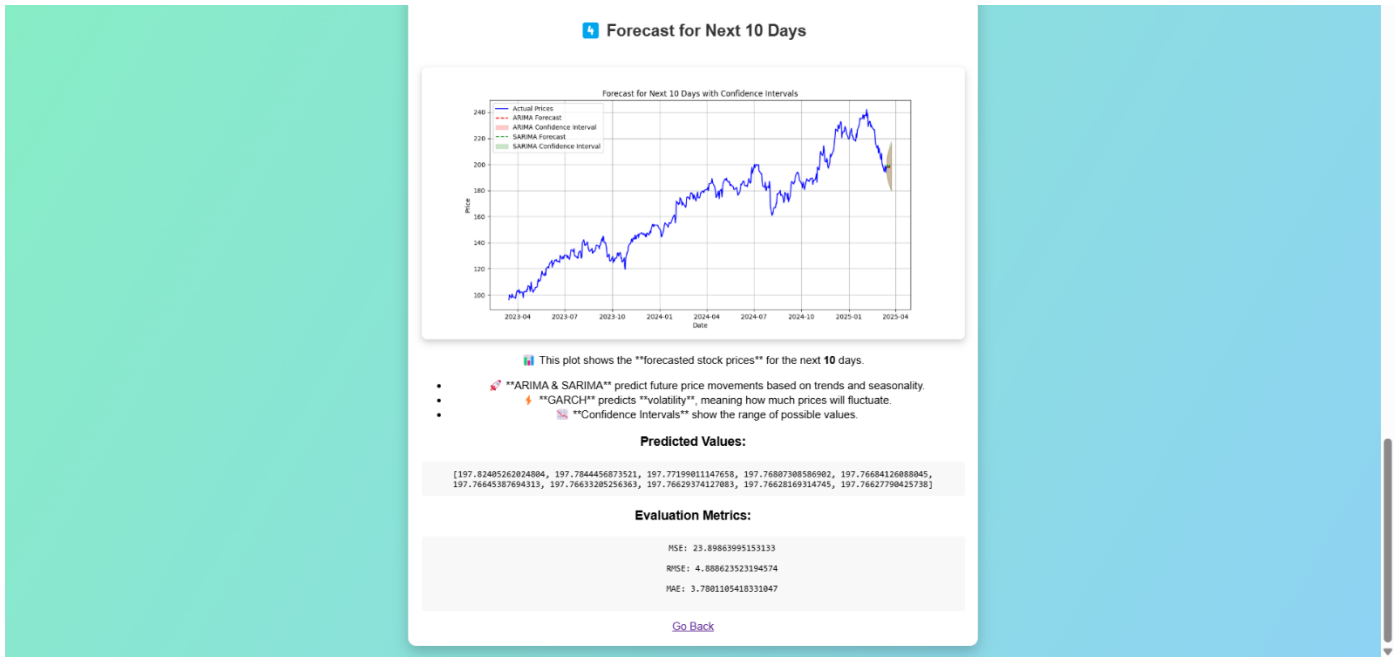 Forecast for Next 10 Days
Forecast for Next 10 Days with Confidence Intervals
Actual Prices
ARIMA Forecast
ARIMA Confidence Interval
SARIMA Forecast
SARIMA Confidence Interval
Price
240
220
200
180
160
140
120
100
2023-04 2023-07 2023-10 2024-01 2024-04 2024-07 2024-10 2025-01 2025-04
Date
📊 This plot shows the **forecasted stock prices** for the next 10 days.
• 🚀 **ARIMA & SARIMA** predict future price movements based on trends and seasonality.
• ⚡ **GARCH** predicts **volatility**, meaning how much prices will fluctuate.
• 📉 **Confidence Intervals** show the range of possible values.
Predicted Values:
[197.82405262024804, 197.7844456873521, 197.77199011147658, 197.76807308586902, 197.76684126088045,
197.76645387694313, 197.76633205256363, 197.76629374127083, 197.76628169314745, 197.76627790425738]
Evaluation Metrics:
MSE: 23.89863995153133
RMSE: 4.888623523194574
MAE: 3.7801105418331047
Go Back